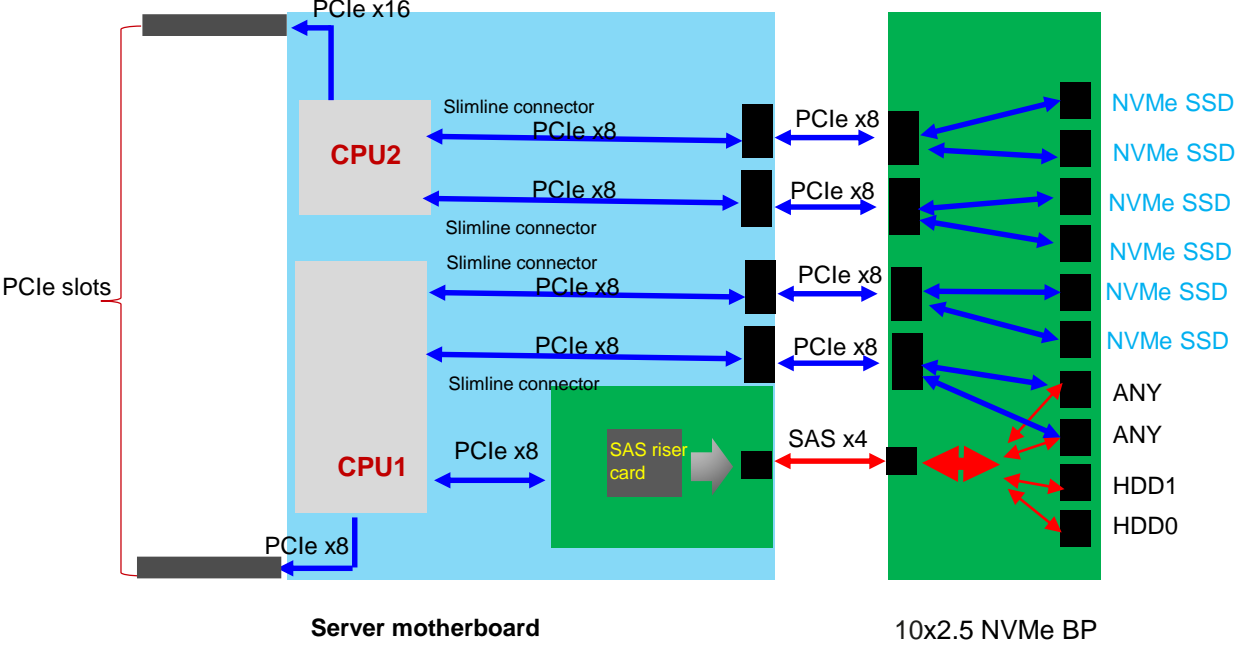 PCIe x16
Slimline connector
PCIe x8
PCIe x8
NVMe SSD
CPU2
NVMe SSD
PCIe x8
PCIe x8
NVMe SSD
Slimline connector
NVMe SSD
Slimline connector
PCIe x8
PCIe x8
PCIe slots
NVMe SSD
PCIe x8
PCIe x8
NVMe SSD
Slimline connector
ANY
PCIe x8
SAS riser
card
SAS x4
ANY
CPU1
HDD1
HDD0
PCIe x8
Server motherboard
10x2.5 NVMe BP